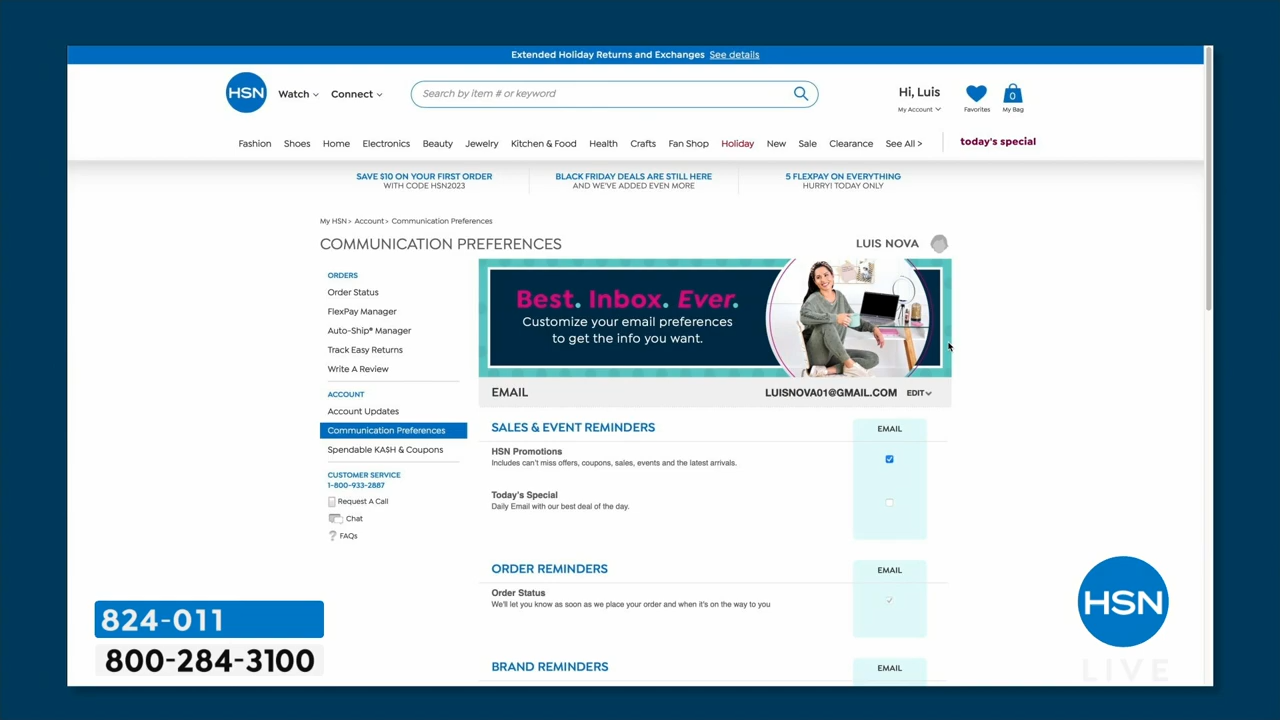 Extended Holiday Returns and Exchanges See details
HSN
Watch
Connect
Search by item # or keyword
Hi, Luis
My Account
Favorites
0
My Bag
Fashion Shoes Home Electronics Beauty Jewelry Kitchen & Food Health Crafts Fan Shop Holiday New Sale Clearance See All > today's special
SAVE $10 ON YOUR FIRST ORDER
WITH CODE HSN2023
BLACK FRIDAY DEALS ARE STILL HERE
AND WE'VE ADDED EVEN MORE
5 FLEXPAY ON EVERYTHING
HURRY! TODAY ONLY
My HSN> Account> Communication Preferences
COMMUNICATION PREFERENCES
LUIS NOVA
ORDERS
Order Status
FlexPay Manager
Auto-Ship® Manager
Track Easy Returns
Write A Review
ACCOUNT
Account Updates
Communication Preferences
Spendable KA$H & Coupons
CUSTOMER SERVICE
1-800-933-2887
Request A Call
Chat
? FAQs
Best. Inbox. Ever.
Customize your email preferences
to get the info you want.
EMAIL
LUISNOVA01@GMAIL.COM EDIT
SALES & EVENT REMINDERS
EMAIL
HSN Promotions
Includes can't miss offers, coupons, sales, events and the latest arrivals.
Today's Special
Daily Email with our best deal of the day.
ORDER REMINDERS
EMAIL
Order Status
We'll let you know as soon as we place your order and when it's on the way to you
BRAND REMINDERS
EMAIL
824-011
800-284-3100
HSN
LIVE